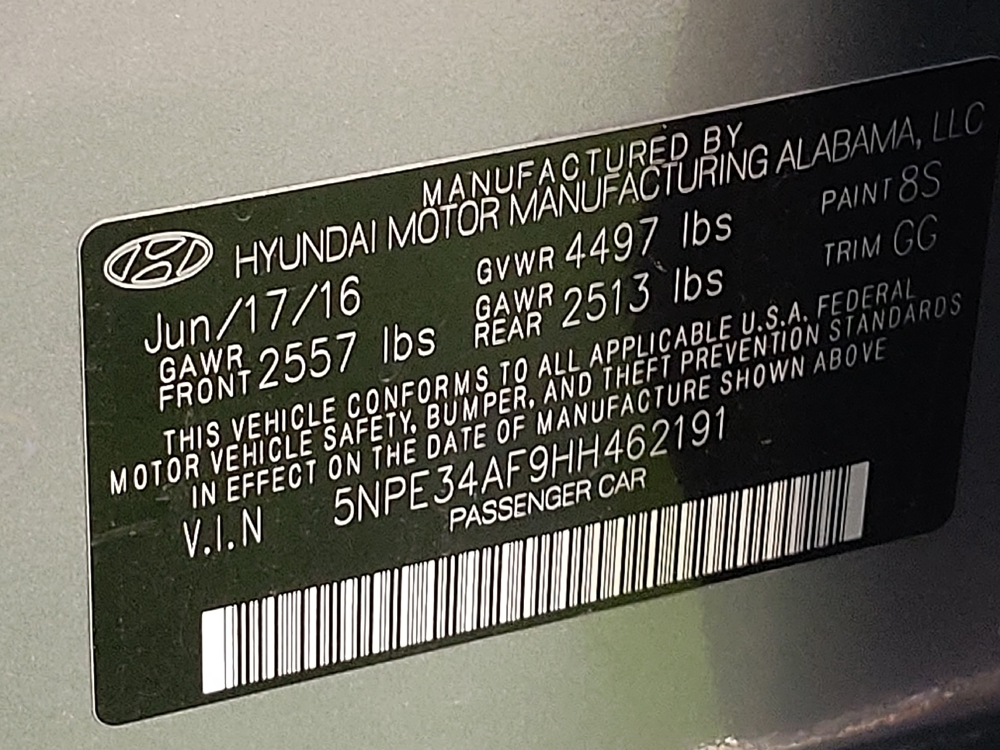 MANUFACTURED BY
HYUNDAI MOTOR MANUFACTURING ALABAMA, LLC
Jun/17/16 GVWR 4497 lbs PAINT 8S
GAWR FRONT 2557 lbs GAWR REAR 2513 lbs TRIM GG
THIS VEHICLE CONFORMS TO ALL APPLICABLE U.S.A. FEDERAL
MOTOR VEHICLE SAFETY, BUMPER, AND THEFT PREVENTION STANDARDS
IN EFFECT ON THE DATE OF MANUFACTURE SHOWN ABOVE
V.I.N 5NPE34AF9HH462191
PASSENGER CAR